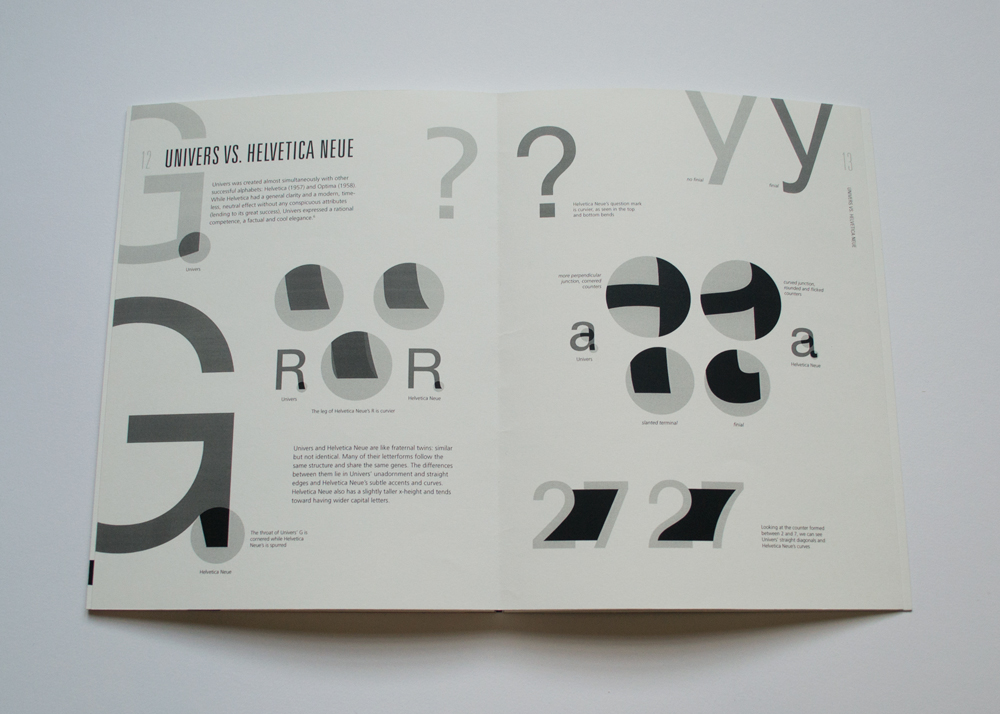 12
UNIVERS VS. HELVETICA NEUE
Univers was created almost simultaneously with other
successful alphabets: Helvetica (1957) and Optima (1958).
While Helvetica had a general clarity and a modern, time-
less, neutral effect without any conspicuous attributes
(lending to its great success), Univers expressed a rational
competence, a factual and cool elegance."
G
Univers
G
The throat of Univers' G is
cornered while Helvetica
Neue's is spurred
Helvetica Neue
R
Univers
R
Helvetica Neue
The leg of Helvetica Neue's R is curvier
Univers and Helvetica Neue are like fraternal twins: similar
but not identical. Many of their letterforms follow the
same structure and share the same genes. The differences
between them lie in Univers' unadornment and straight
edges and Helvetica Neue's subtle accents and curves.
Helvetica Neue also has a slightly taller x-height and tends
toward having wider capital letters.
?
?
Helvetica Neue's question mark
is curvier, as seen in the top
and bottom bends
y
no finial
y
finial
13
UNIVERS VS. HELVETICA NEUE
more perpendicular
junction, cornered
counters
curved junction,
rounded and flicked
counters
a
Univers
a
Helvetica Neue
slanted terminal
finial
27
27
Looking at the counter formed
between 2 and 7, we can see
Univers' straight diagonals and
Helvetica Neue's curves